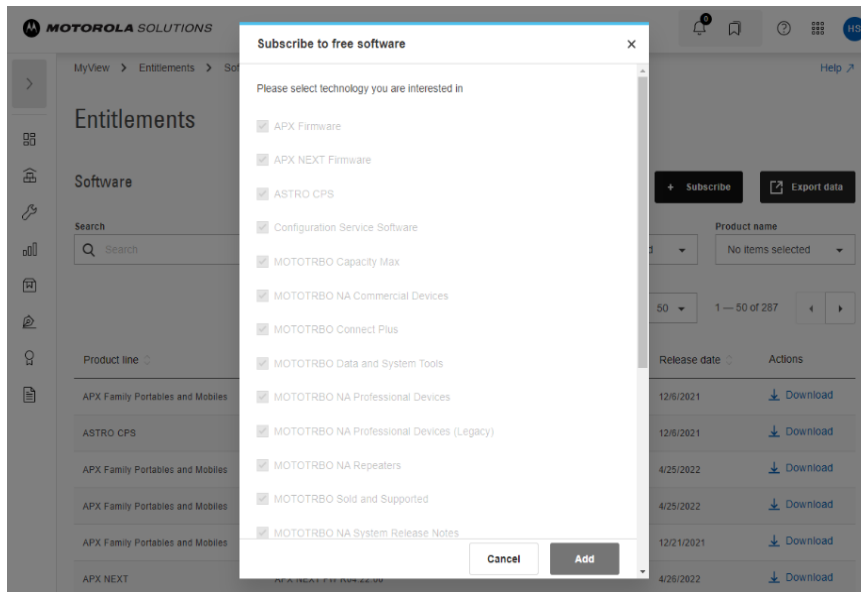 MOTOROLA SOLUTIONS
0
HS
MyView > Entitlements > Sof
Help
Entitlements
Software
+ Subscribe
Export data
Search
Search
Product name
No items selected
50
1 — 50 of 287
Product line
Release date
Actions
APX Family Portables and Mobiles
12/6/2021
Download
ASTRO CPS
12/6/2021
Download
APX Family Portables and Mobiles
4/25/2022
Download
APX Family Portables and Mobiles
4/25/2022
Download
APX Family Portables and Mobiles
12/21/2021
Download
APX NEXT
4/26/2022
Download
Subscribe to free software
×
Please select technology you are interested in
APX Firmware
APX NEXT Firmware
ASTRO CPS
Configuration Service Software
MOTOTRBO Capacity Max
MOTOTRBO NA Commercial Devices
MOTOTRBO Connect Plus
MOTOTRBO Data and System Tools
MOTOTRBO NA Professional Devices
MOTOTRBO NA Professional Devices (Legacy)
MOTOTRBO NA Repeaters
MOTOTRBO Sold and Supported
MOTOTRBO NA System Release Notes
Cancel
Add